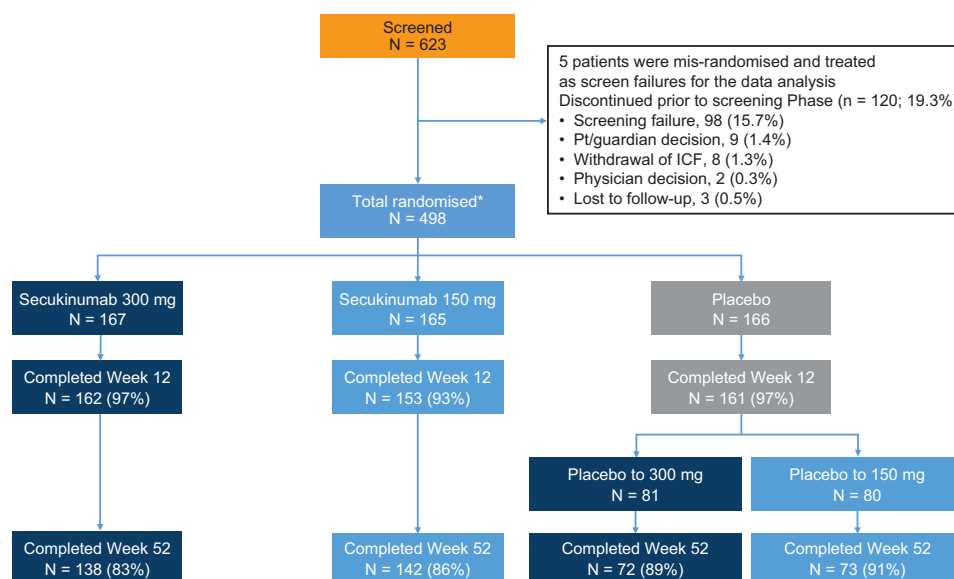 Screened
N = 623
5 patients were mis-randomised and treated
as screen failures for the data analysis
Discontinued prior to screening Phase (n = 120; 19.3%)
• Screening failure, 98 (15.7%)
• Pt/guardian decision, 9 (1.4%)
• Withdrawal of ICF, 8 (1.3%)
• Physician decision, 2 (0.3%)
• Lost to follow-up, 3 (0.5%)
Total randomised*
N = 498
Secukinumab 300 mg
N = 167
Secukinumab 150 mg
N = 165
Placebo
N = 166
Completed Week 12
N = 162 (97%)
Completed Week 12
N = 153 (93%)
Completed Week 12
N = 161 (97%)
Placebo to 300 mg
N = 81
Placebo to 150 mg
N = 80
Completed Week 52
N = 138 (83%)
Completed Week 52
N = 142 (86%)
Completed Week 52
N = 72 (89%)
Completed Week 52
N = 73 (91%)